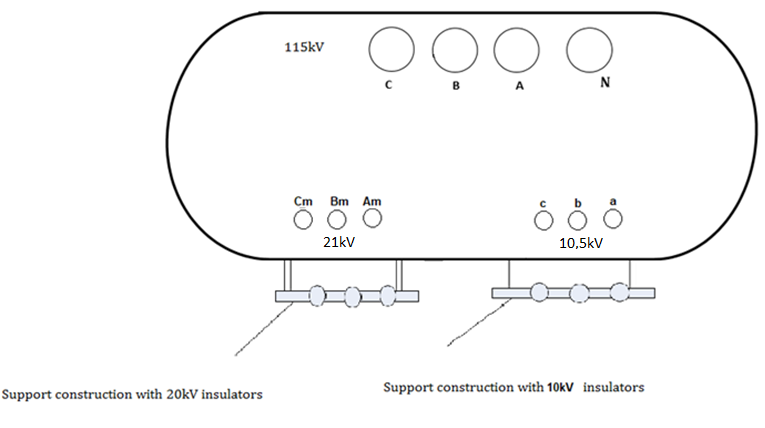 115kV
C B A N
Cm Bm Am
c b a
21kV
10,5kV
Support construction with 20kV insulators
Support construction with 10kV insulators